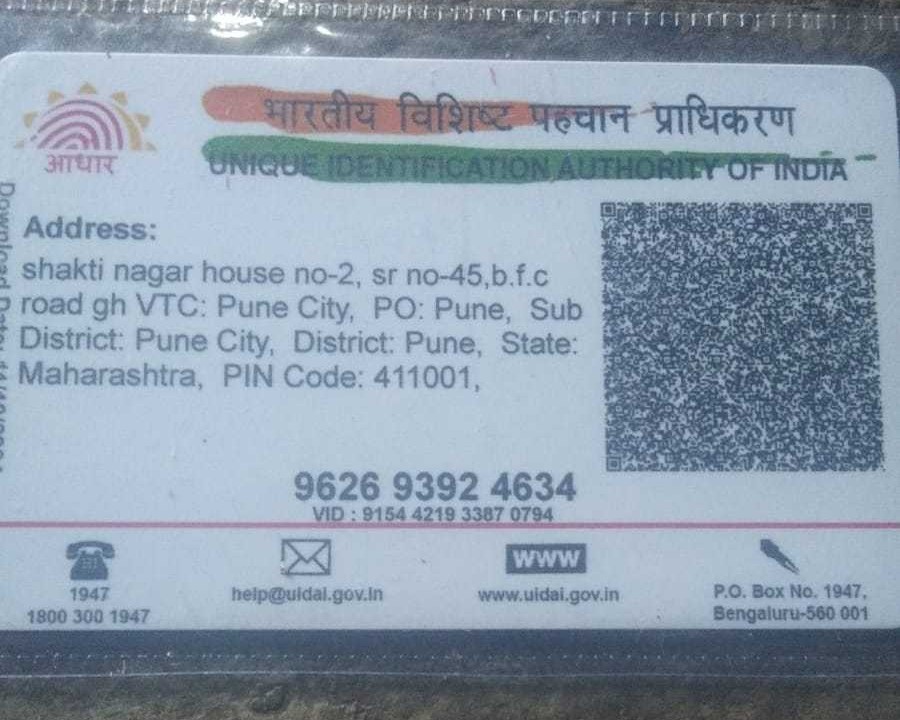 भारतीय विशिष्ट पहचान प्राधिकरण
आधार
UNIQUE IDENTIFICATION AUTHORITY OF INDIA
Download
Address:
shakti nagar house no-2, sr no-45,b.f.c
road gh VTC: Pune City, PO: Pune, Sub
District: Pune City, District: Pune, State:
Maharashtra, PIN Code: 411001,
9626 9392 4634
VID : 9154 4219 3387 0794
www
1947
1800 300 1947
help@uidai.gov.in
www.uidai.gov.in
P.O. Box No. 1947,
Bengaluru-560 001